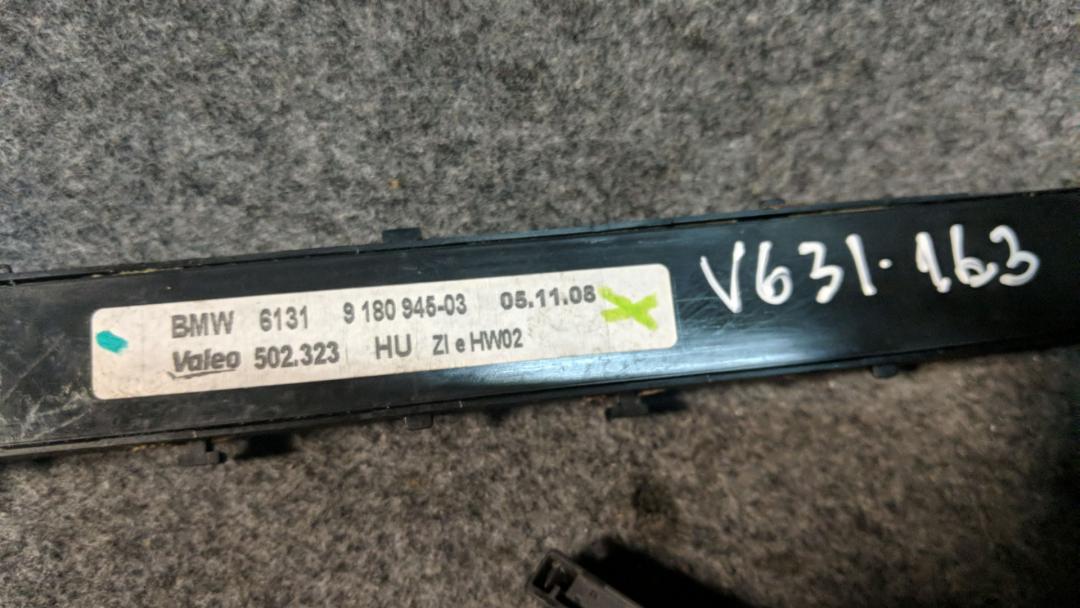 BMW 6131 9 180 945-03 05.11.08
Valeo 502.323 HU ZI e HW02
V631-163